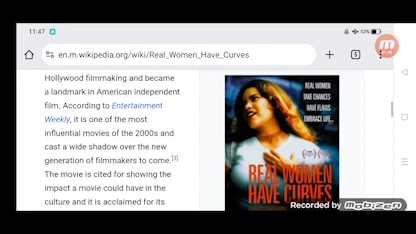 11:47
52%
en.m.wikipedia.org/wiki/Real_Women_Have_Curves
5
Hollywood filmmaking and became
a landmark in American independent
film. According to Entertainment
Weekly, it is one of the most
influential movies of the 2000s and
cast a wide shadow over the new
generation of filmmakers to come.[3]
The movie is cited for showing the
impact a movie could have in the
culture and it is acclaimed for its
REAL WOMEN
TAKE CHANCES
HAVE FLAWS
EMBRACE LIFE...
REAL WOMEN
HAVE CURVES
Recorded by mobizen